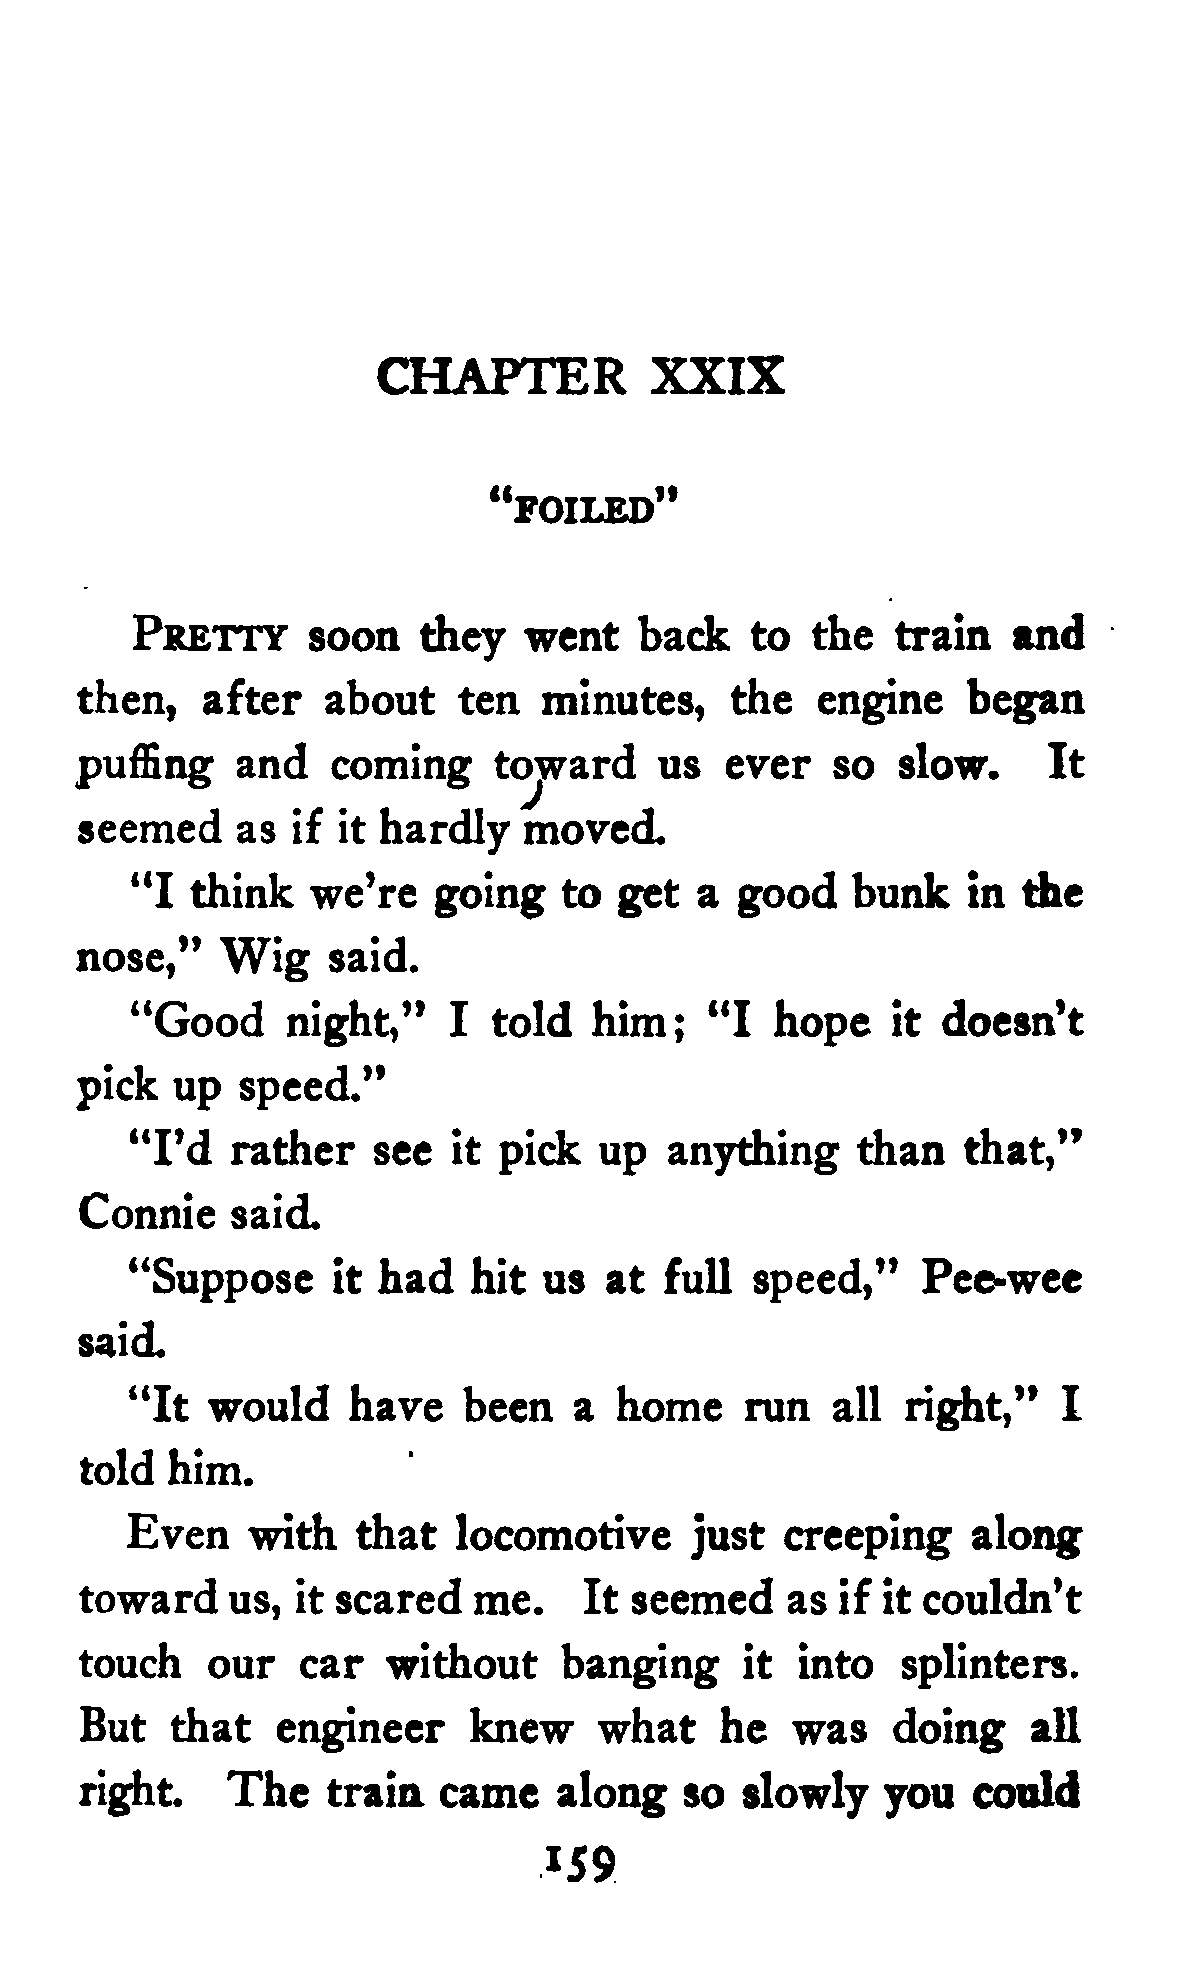 CHAPTER XXIX
“FOILED”
PRETTY soon they went back to the train and
then, after about ten minutes, the engine began
puffing and coming toward us ever so slow. It
seemed as if it hardly moved.
“I think we’re going to get a good bunk in the
nose,” Wig said.
“Good night,” I told him; “I hope it doesn’t
pick up speed.”
“I’d rather see it pick up anything than that,”
Connie said.
“Suppose it had hit us at full speed,” Pee-wee
said.
“It would have been a home run all right,” I
told him.
Even with that locomotive just creeping along
toward us, it scared me. It seemed as if it couldn’t
touch our car without banging it into splinters.
But that engineer knew what he was doing all
right. The train came along so slowly you could
159